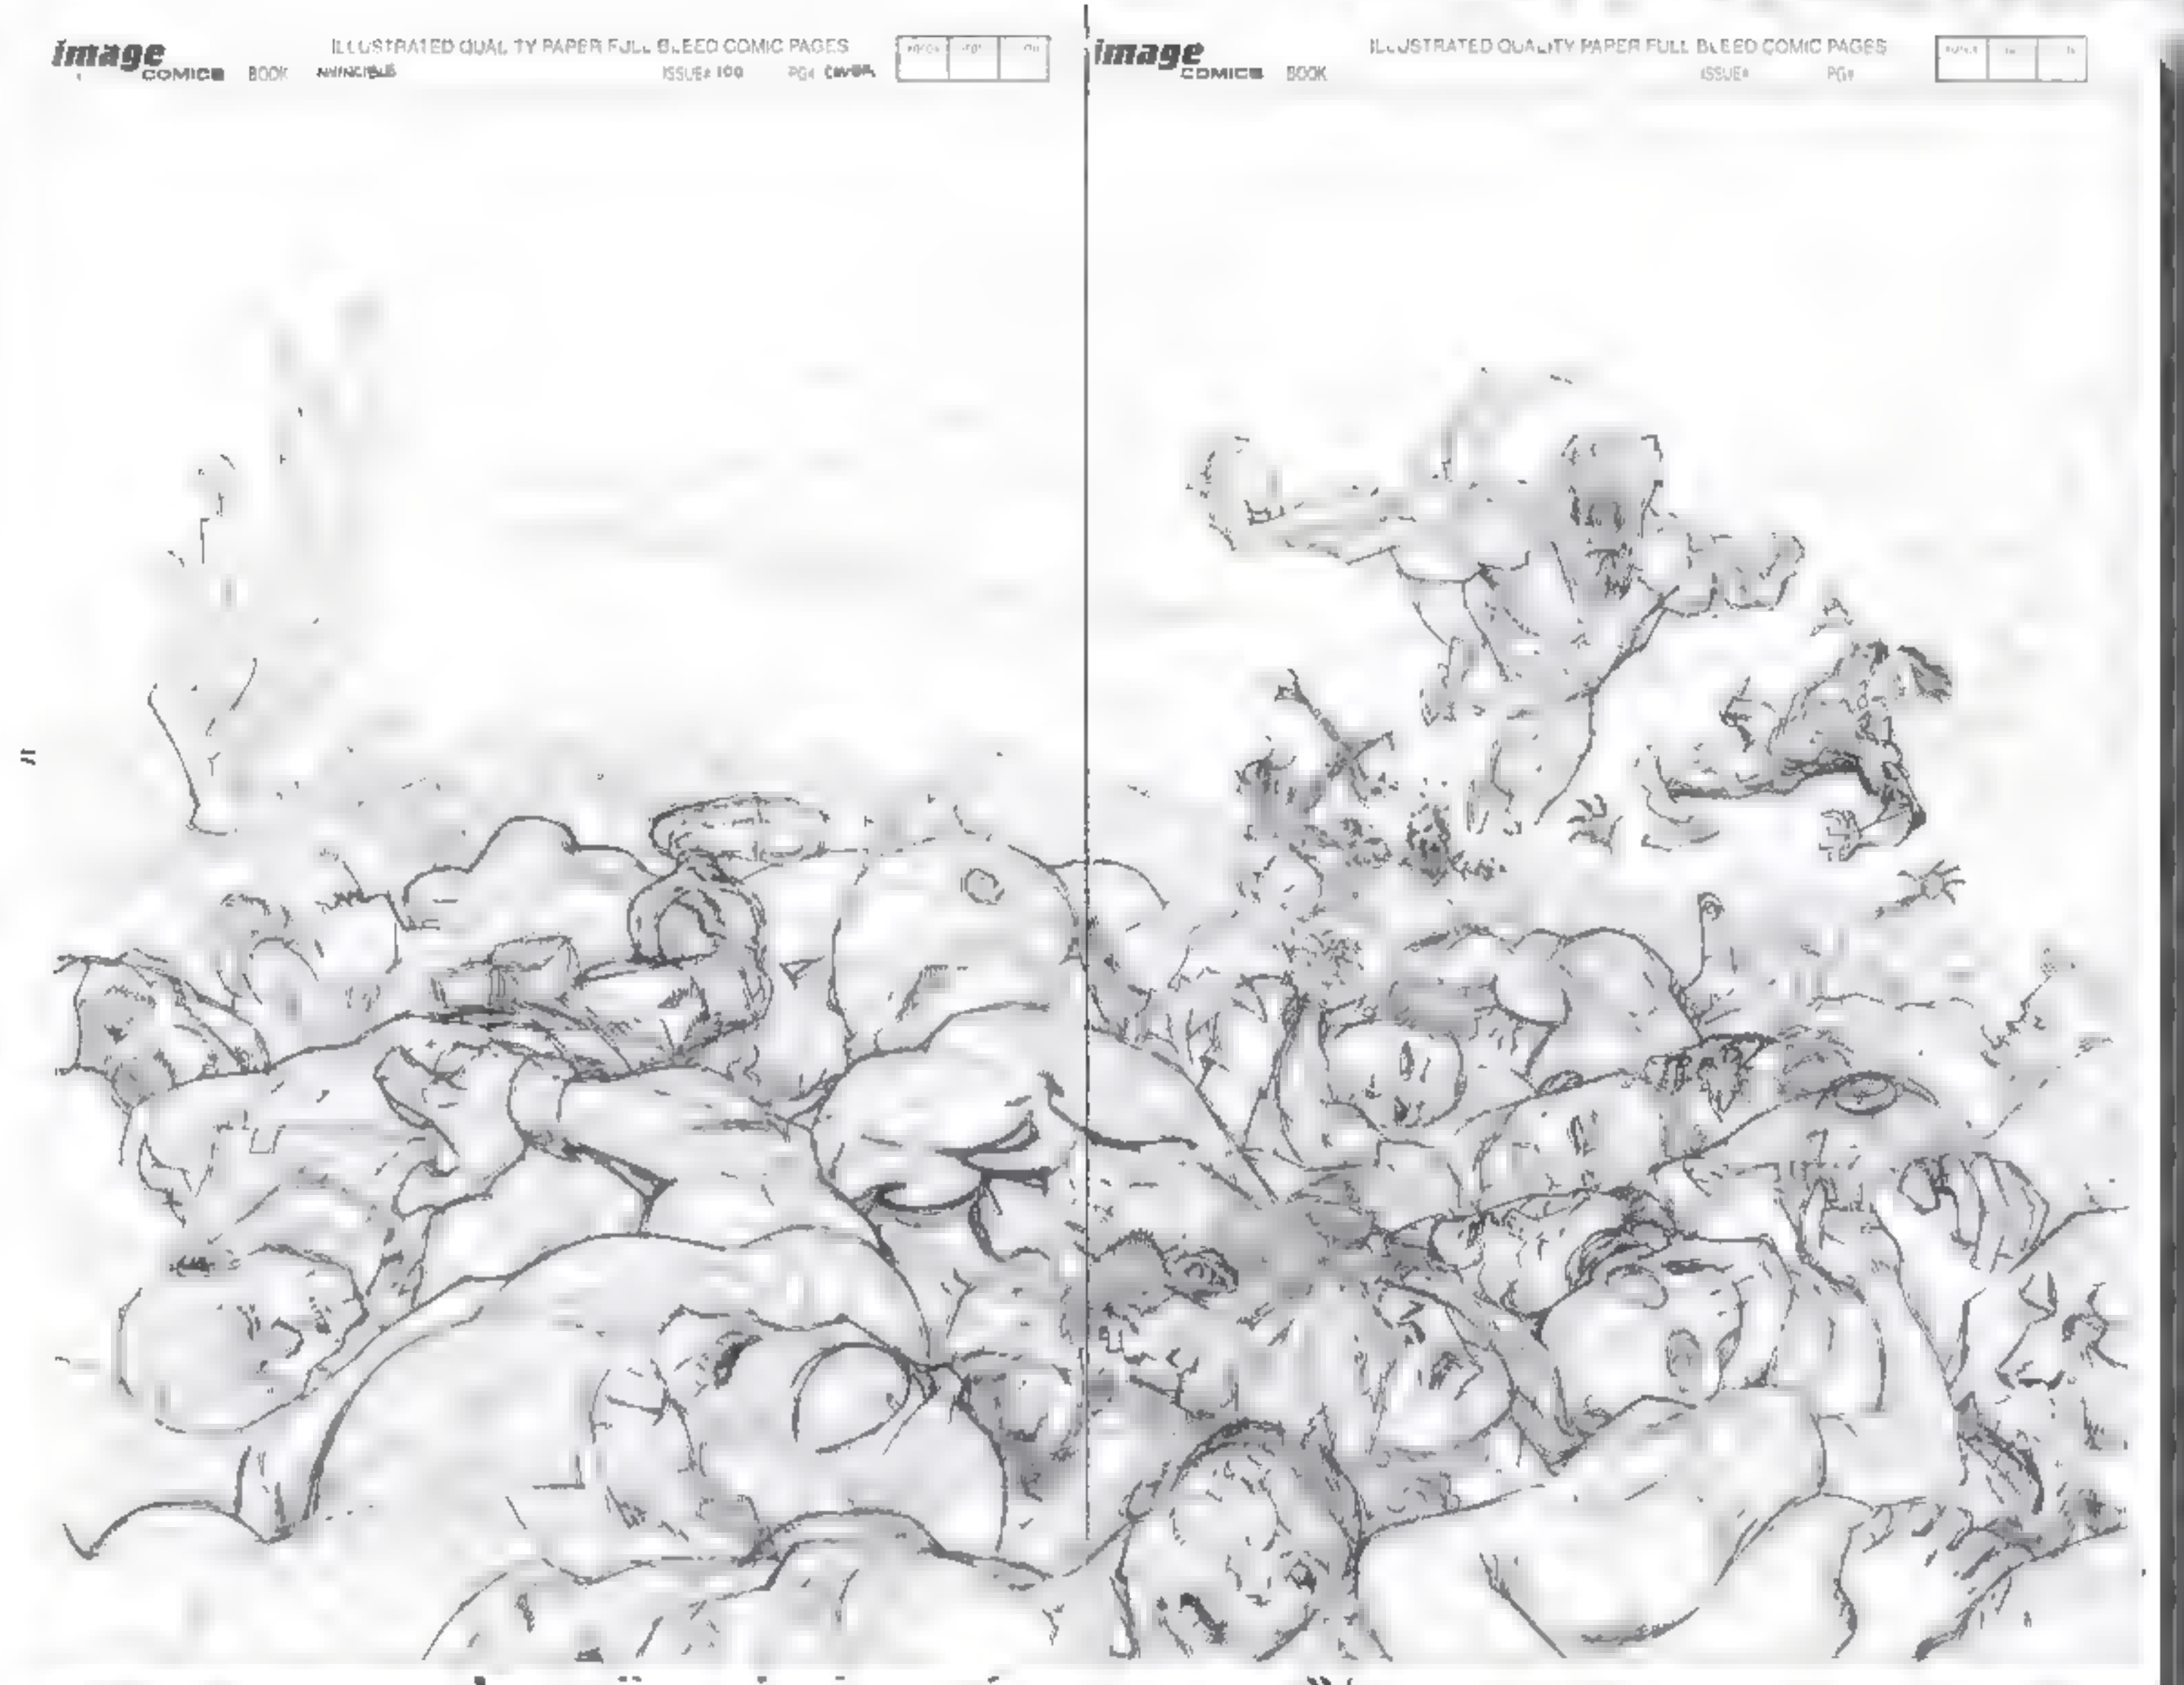 image
COMICS BOOK INVINCIBLE
ILLUSTRATED QUALITY PAPER FULL BLEED COMIC PAGES
ISSUE# 100 PG# COVER
image
COMICS BOOK
ILLUSTRATED QUALITY PAPER FULL BLEED COMIC PAGES
ISSUE# PG#